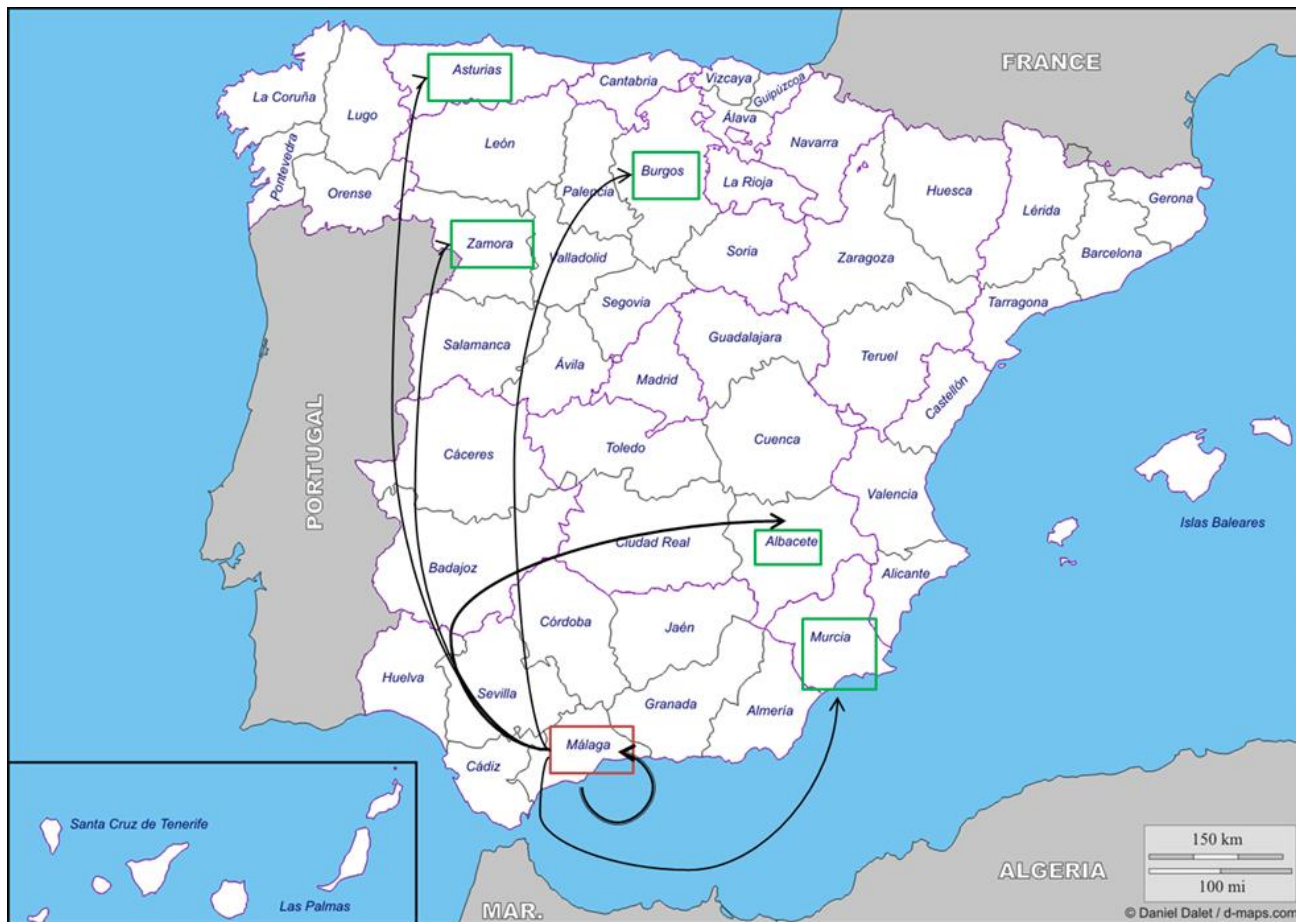 FRANCE
Asturias
Cantabria
Vizcaya
Guipúzcoa
La Coruña
Lugo
Álava
León
Navarra
Pontevedra
Orense
Palencia
Burgos
La Rioja
Huesca
Lérida
Gerona
Zamora
Valladolid
Soria
Zaragoza
Barcelona
Segovia
Tarragona
Salamanca
Ávila
Guadalajara
Teruel
Madrid
Castellón
PORTUGAL
Cáceres
Toledo
Cuenca
Valencia
Islas Baleares
Badajoz
Ciudad Real
Albacete
Alicante
Córdoba
Jaén
Murcia
Huelva
Sevilla
Granada
Almería
Málaga
Cádiz
Santa Cruz de Tenerife
Las Palmas
MAR.
ALGERIA
150 km
100 mi
© Daniel Dalet / d-maps.com